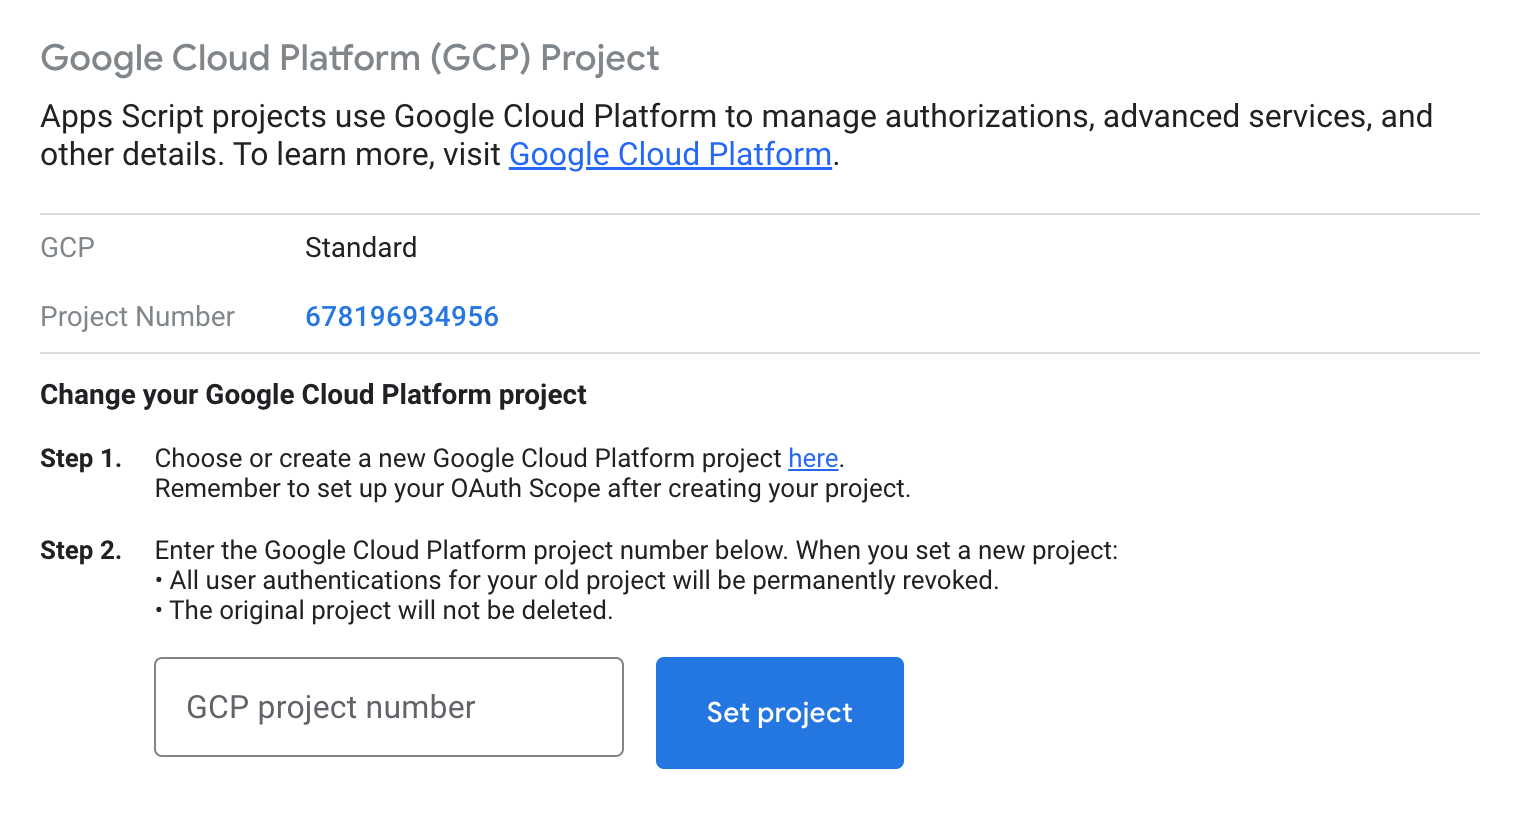 Google Cloud Platform (GCP) Project
Apps Script projects use Google Cloud Platform to manage authorizations, advanced services, and
other details. To learn more, visit Google Cloud Platform.
GCP Standard
Project Number 678196934956
Change your Google Cloud Platform project
Step 1. Choose or create a new Google Cloud Platform project here.
Remember to set up your OAuth Scope after creating your project.
Step 2. Enter the Google Cloud Platform project number below. When you set a new project:
• All user authentications for your old project will be permanently revoked.
• The original project will not be deleted.
GCP project number Set project